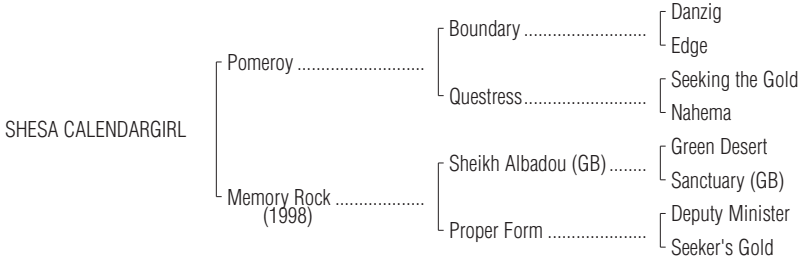 Danzig
Boundary ..........................
Edge
Pomeroy ...........................
Seeking the Gold
Questress..........................
Nahema
SHESA CALENDARGIRL
Green Desert
Sheikh Albadou (GB) ........
Sanctuary (GB)
Memory Rock ...................
(1998)
Deputy Minister
Proper Form .....................
Seeker's Gold